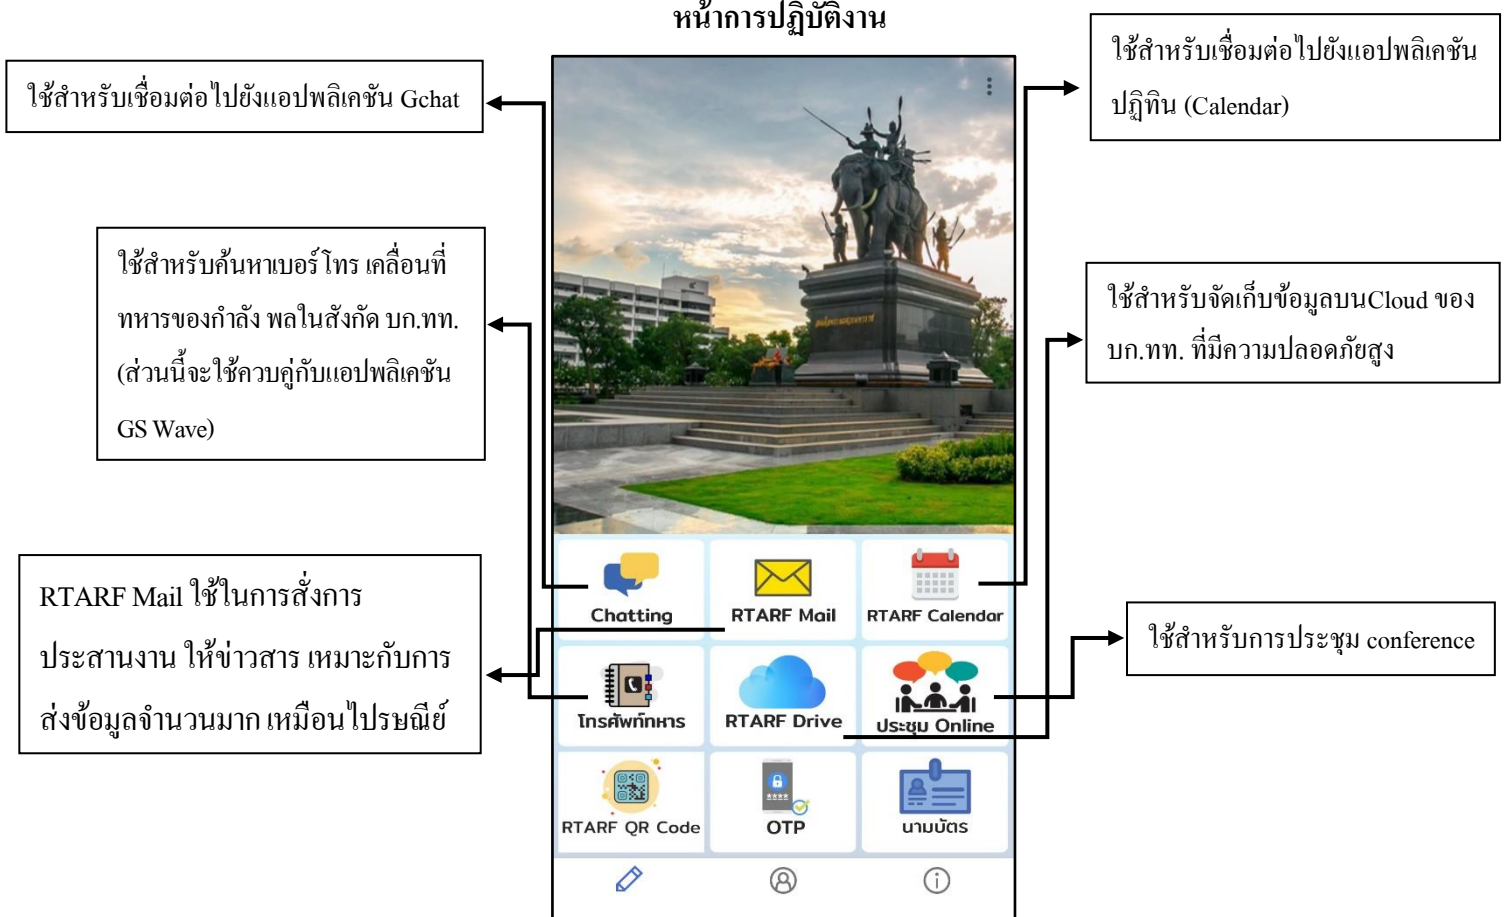 หน้าการปฏิบัติงาน
ใช้สำหรับเชื่อมต่อไปยังแอปพลิเคชัน Gchat
ใช้สำหรับเชื่อมต่อไปยังแอปพลิเคชัน
ปฏิทิน (Calendar)
ใช้สำหรับค้นหาเบอร์โทร เคลื่อนที่
ทหารของกำลัง พลในสังกัด บก.ทท.
(ส่วนนี้จะใช้ควบคู่กับแอปพลิเคชัน
GS Wave)
ใช้สำหรับจัดเก็บข้อมูลบนCloud ของ
บก.ทท. ที่มีความปลอดภัยสูง
RTARF Mail ใช้ในการสั่งการ
ประสานงาน ให้ข่าวสาร เหมาะกับการ
ส่งข้อมูลจำนวนมาก เหมือนไปรษณีย์
ใช้สำหรับการประชุม conference
Chatting
RTARF Mail
RTARF Calendar
โทรศัพท์ทหาร
RTARF Drive
ประชุม Online
RTARF QR Code
OTP
นามบัตร